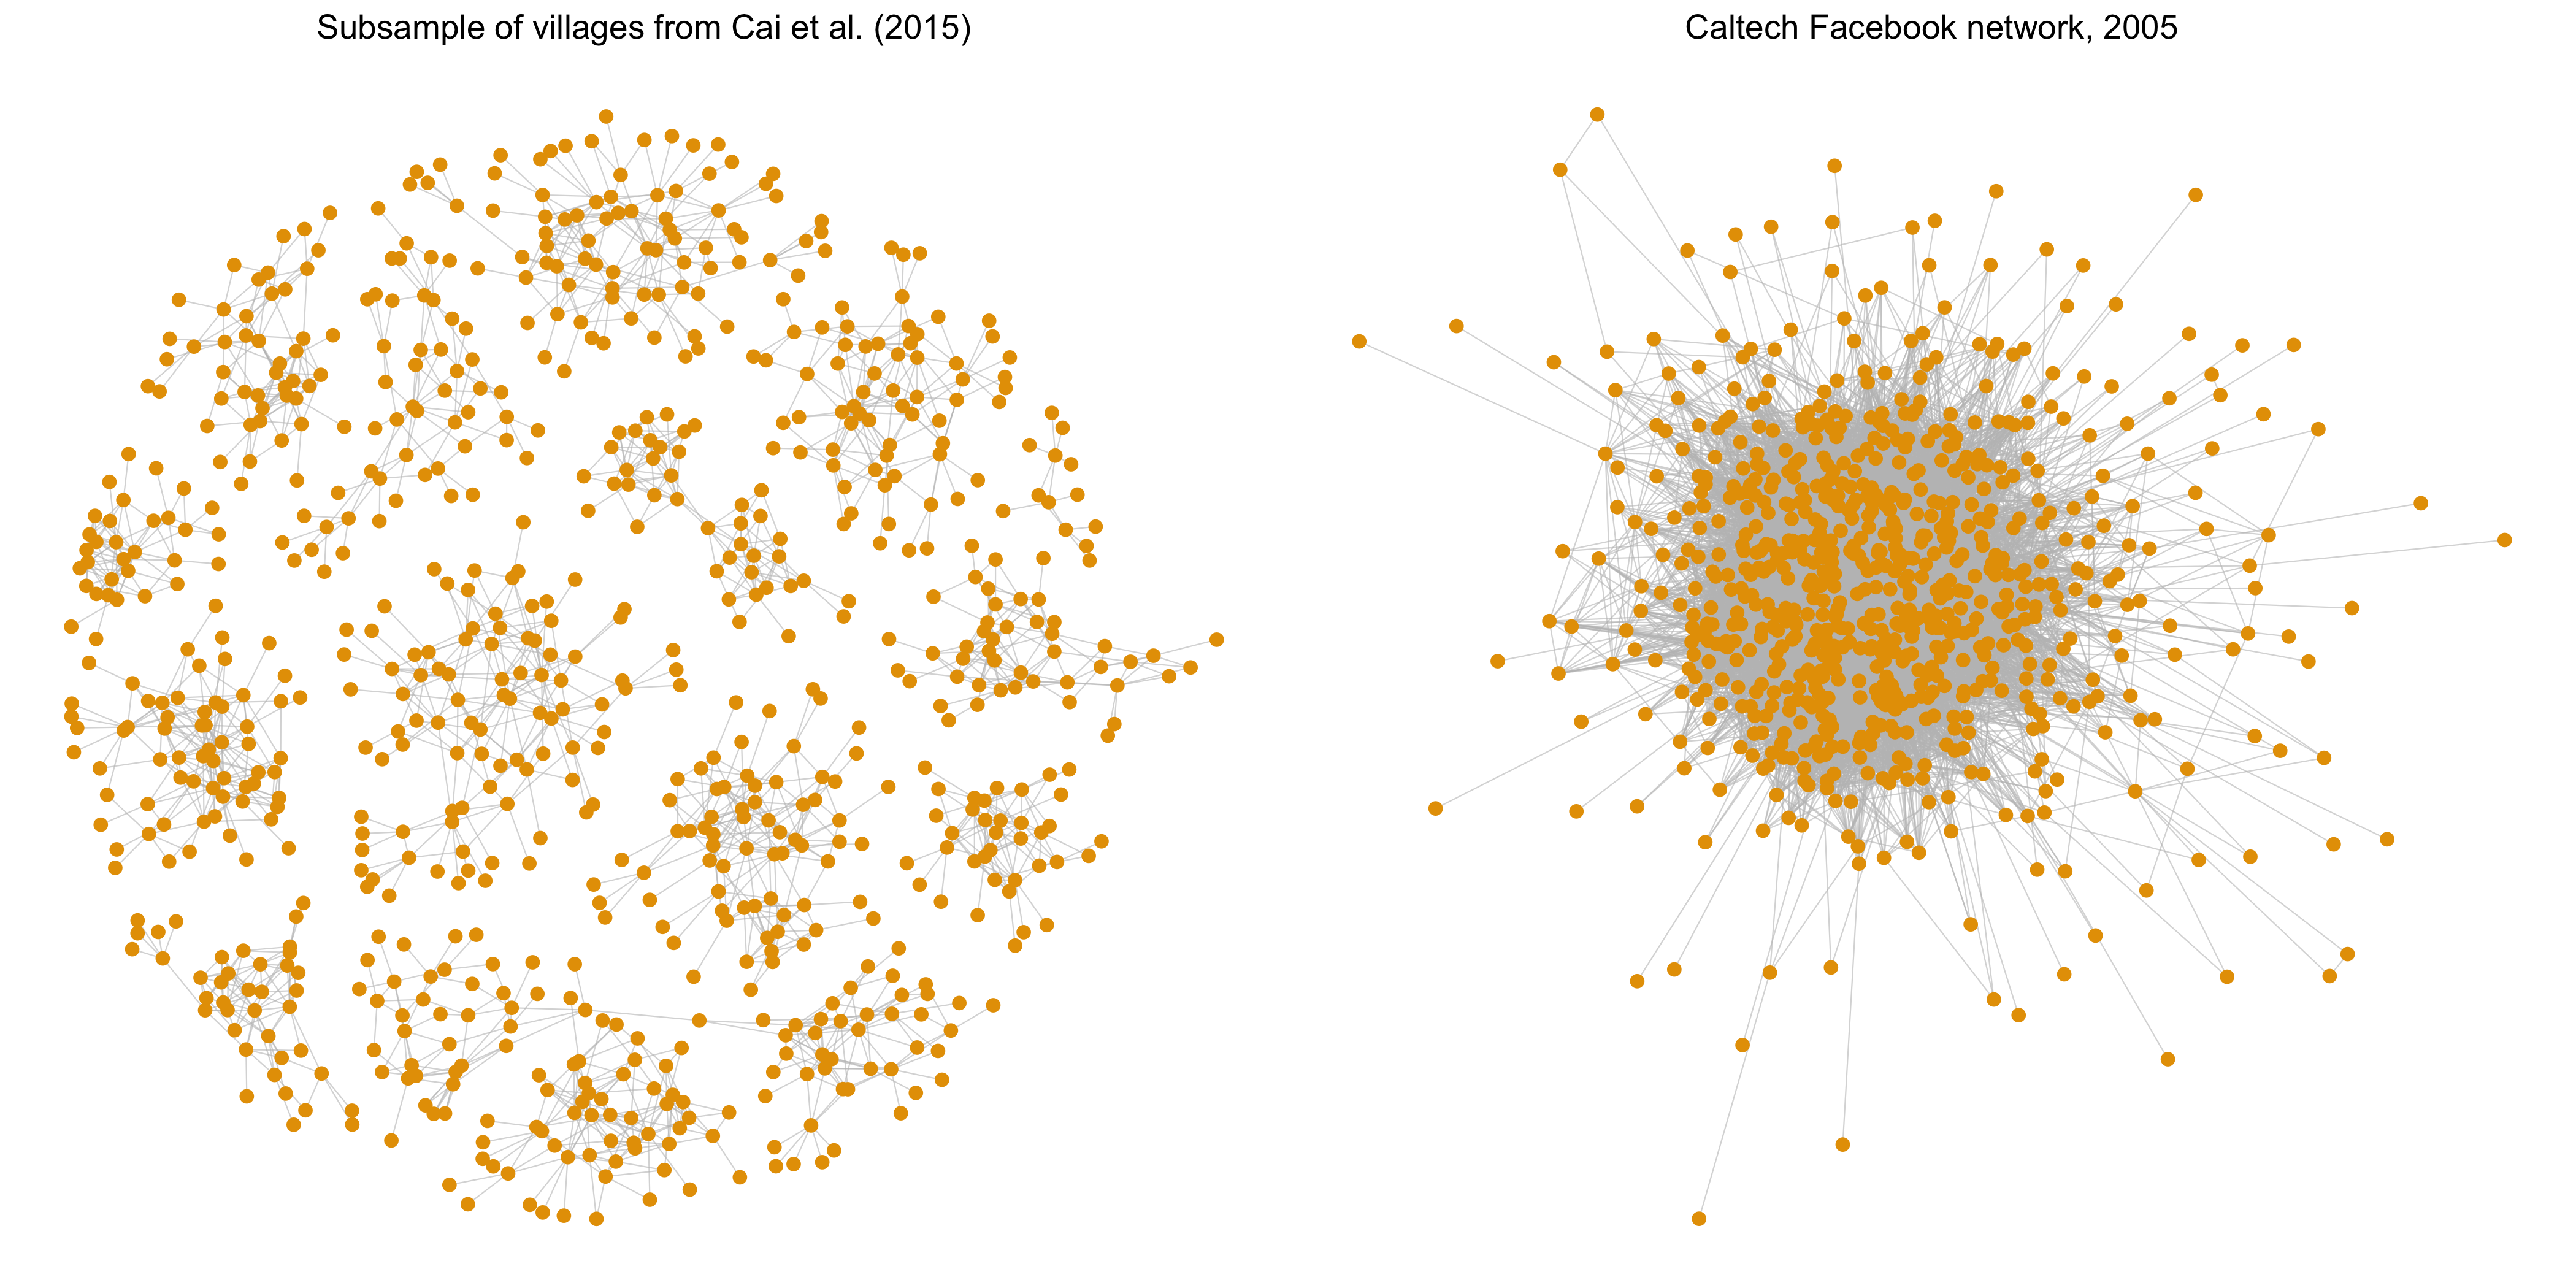 Subsample of villages from Cai et al. (2015)
Caltech Facebook network, 2005